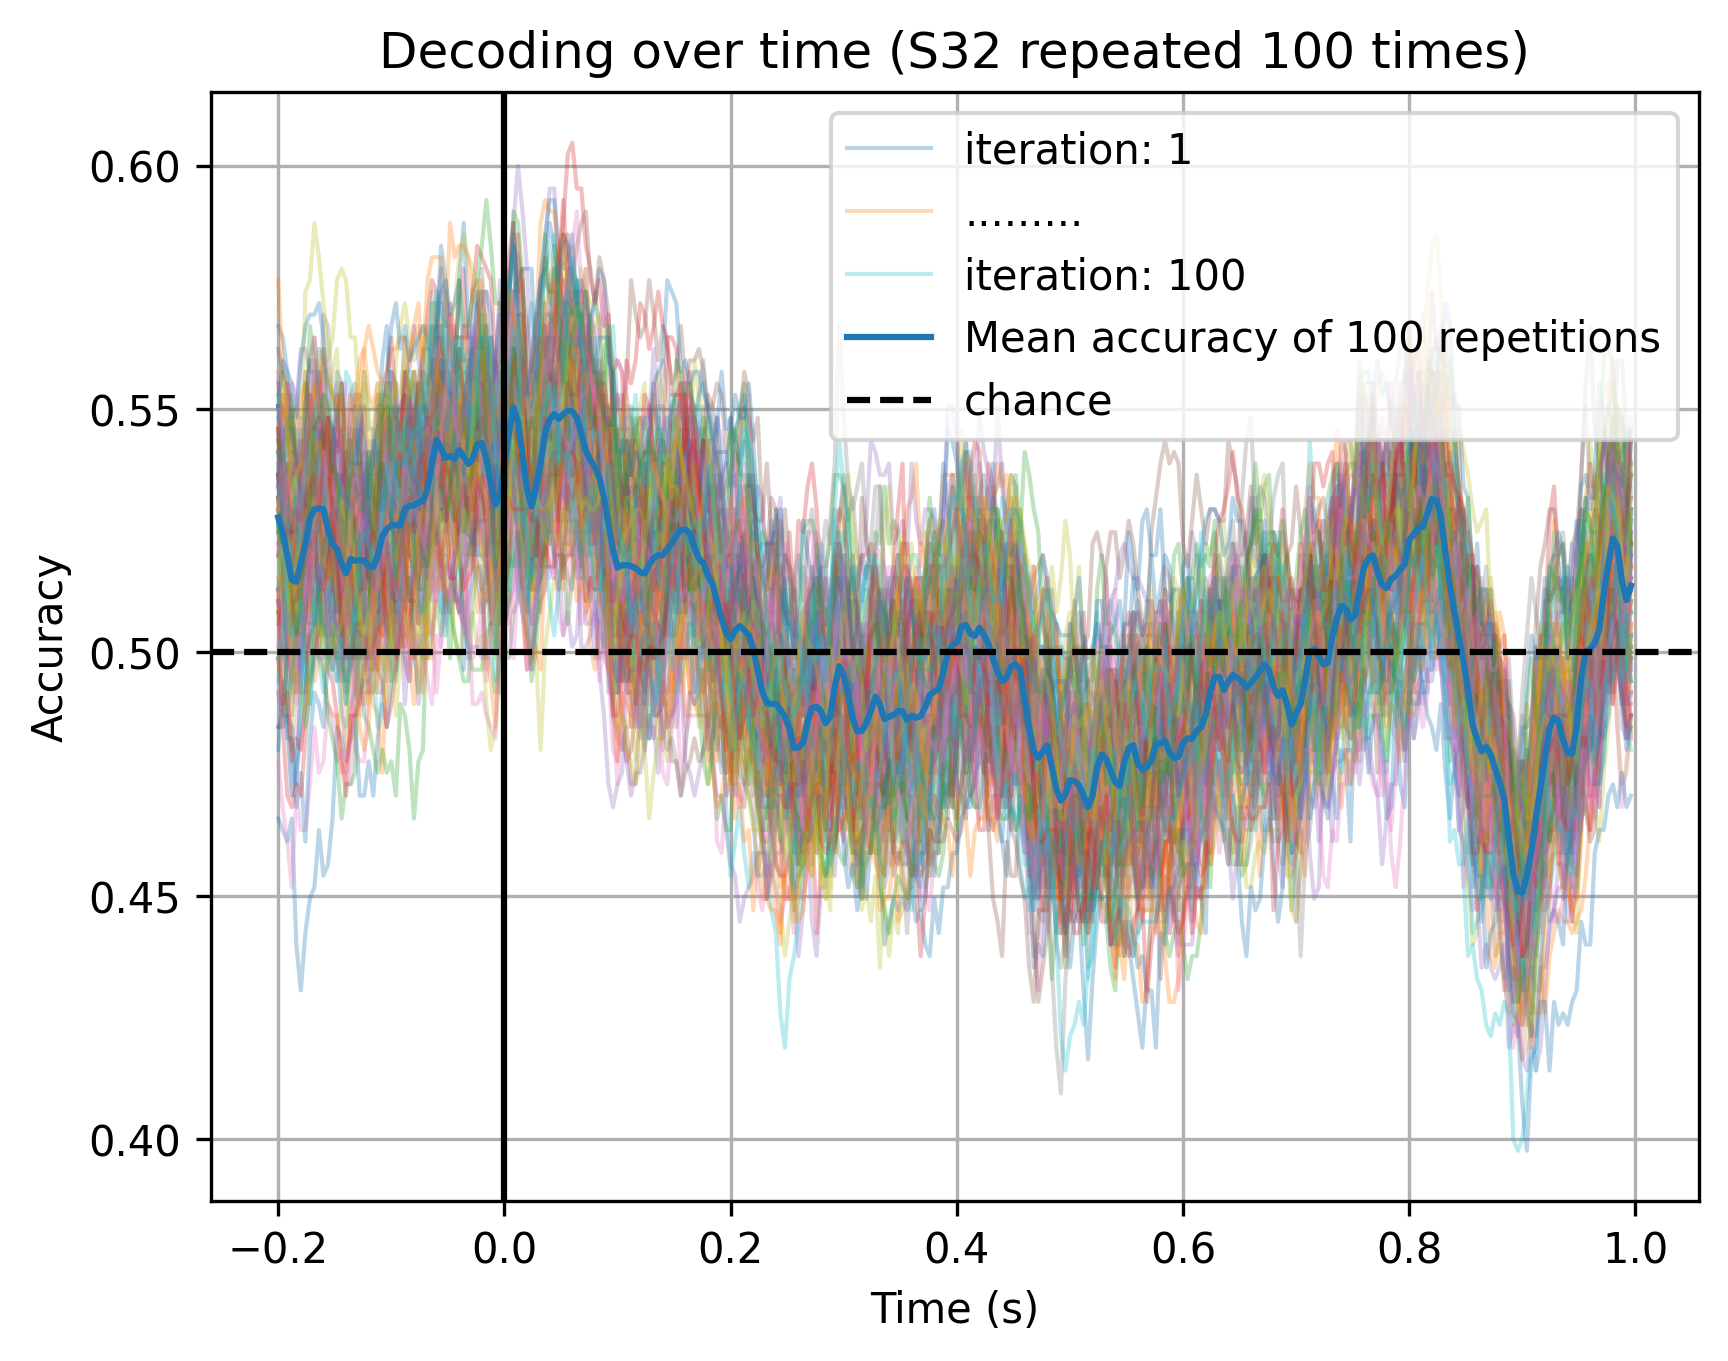 Decoding over time (S32 repeated 100 times)
iteration: 1
.........
iteration: 100
Mean accuracy of 100 repetitions
chance
0.60
0.55
0.50
0.45
0.40
Accuracy
−0.2 0.0 0.2 0.4 0.6 0.8 1.0
Time (s)